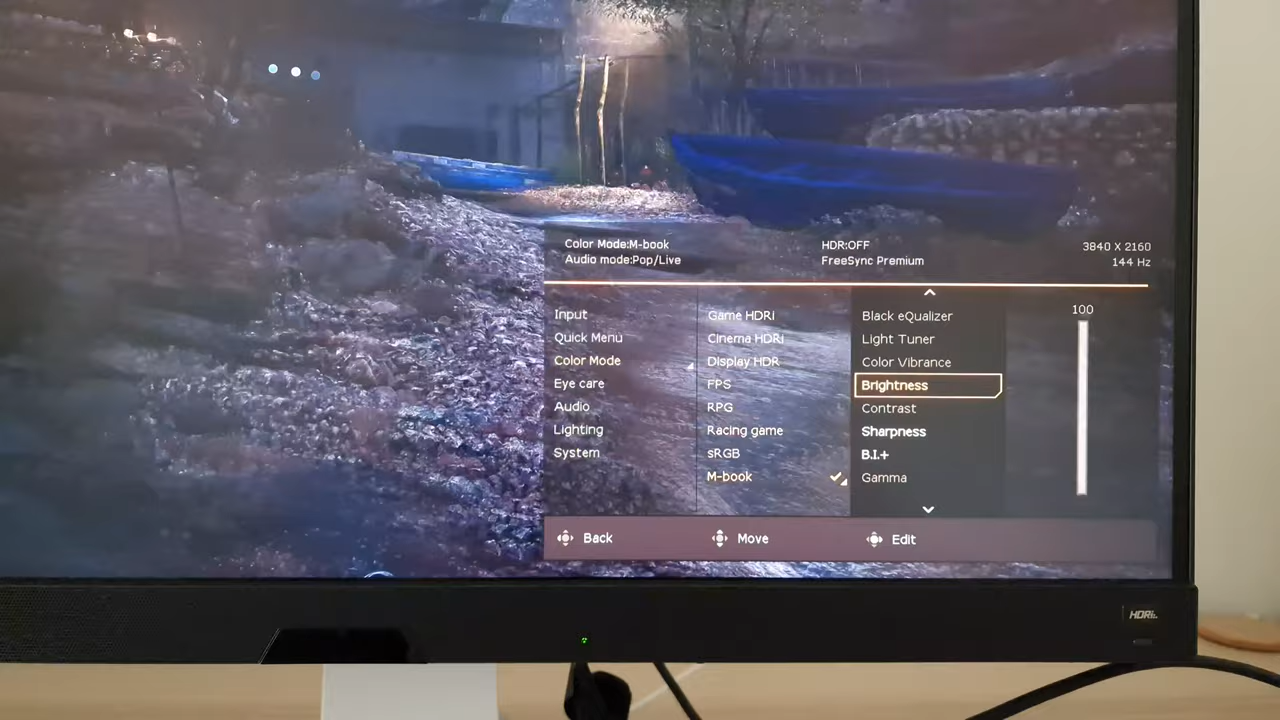 Color Mode:M-book
Audio mode:Pop/Live
HDR:OFF
FreeSync Premium
3840 X 2160
144 Hz
Input
Quick Menu
Color Mode
Eye care
Audio
Lighting
System
Game HDRi
Cinema HDRi
Display HDR
FPS
RPG
Racing game
sRGB
M-book
Black eQualizer
Light Tuner
Color Vibrance
Brightness
Contrast
Sharpness
B.I.+
Gamma
100
Back
Move
Edit
HDRi